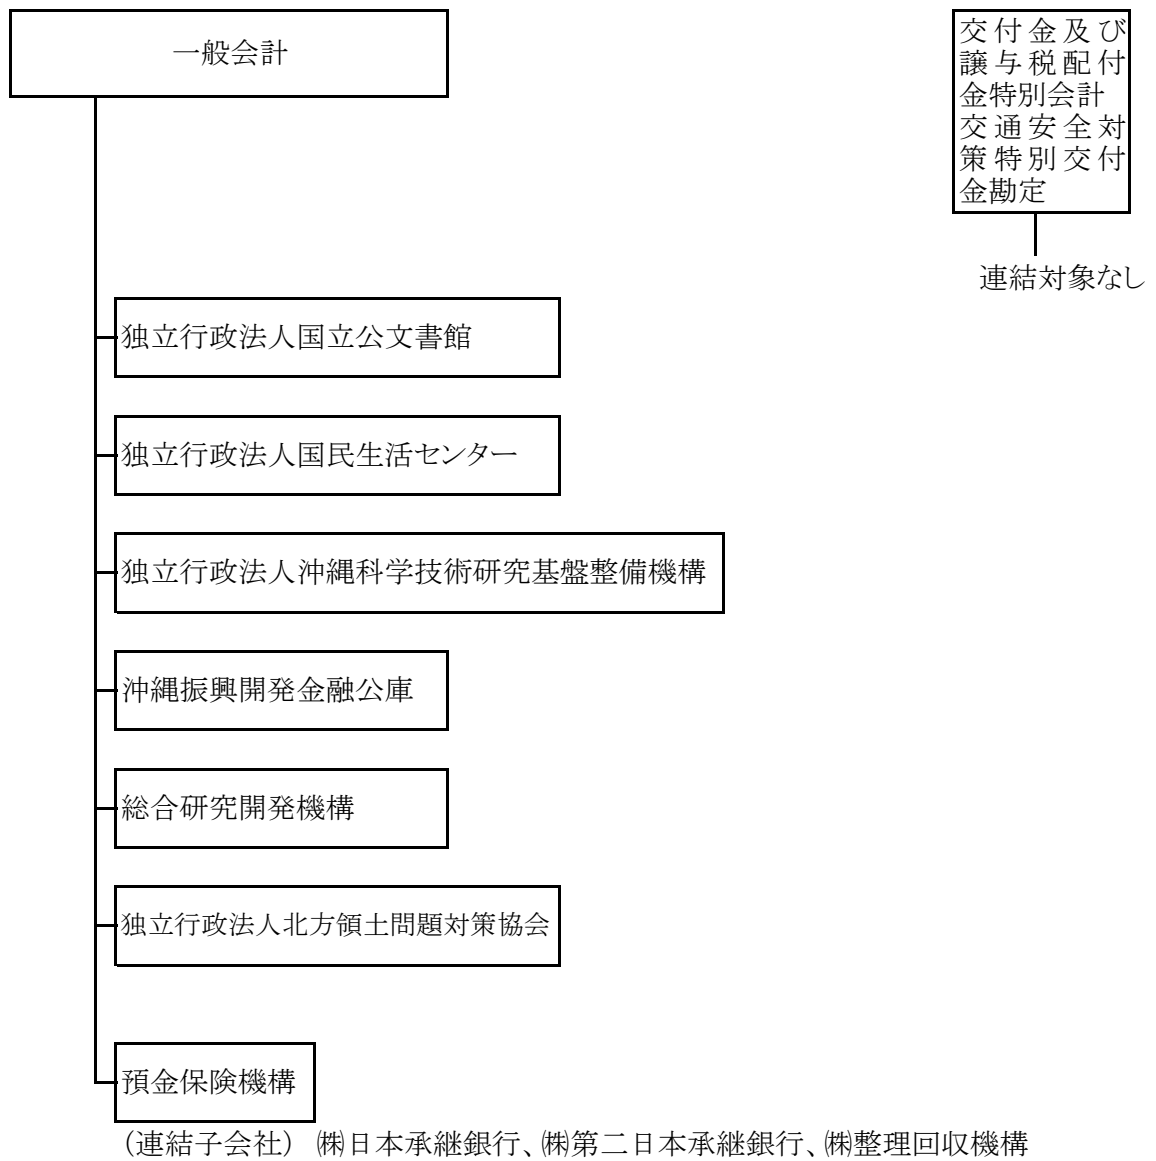 一般会計
交付金及び
譲与税配付
金特別会計
交通安全対
策特別交付
金勘定
連結対象なし
独立行政法人国立公文書館
独立行政法人国民生活センター
独立行政法人沖縄科学技術研究基盤整備機構
沖縄振興開発金融公庫
総合研究開発機構
独立行政法人北方領土問題対策協会
預金保険機構
（連結子会社）　㈱日本承継銀行、㈱第二日本承継銀行、㈱整理回収機構